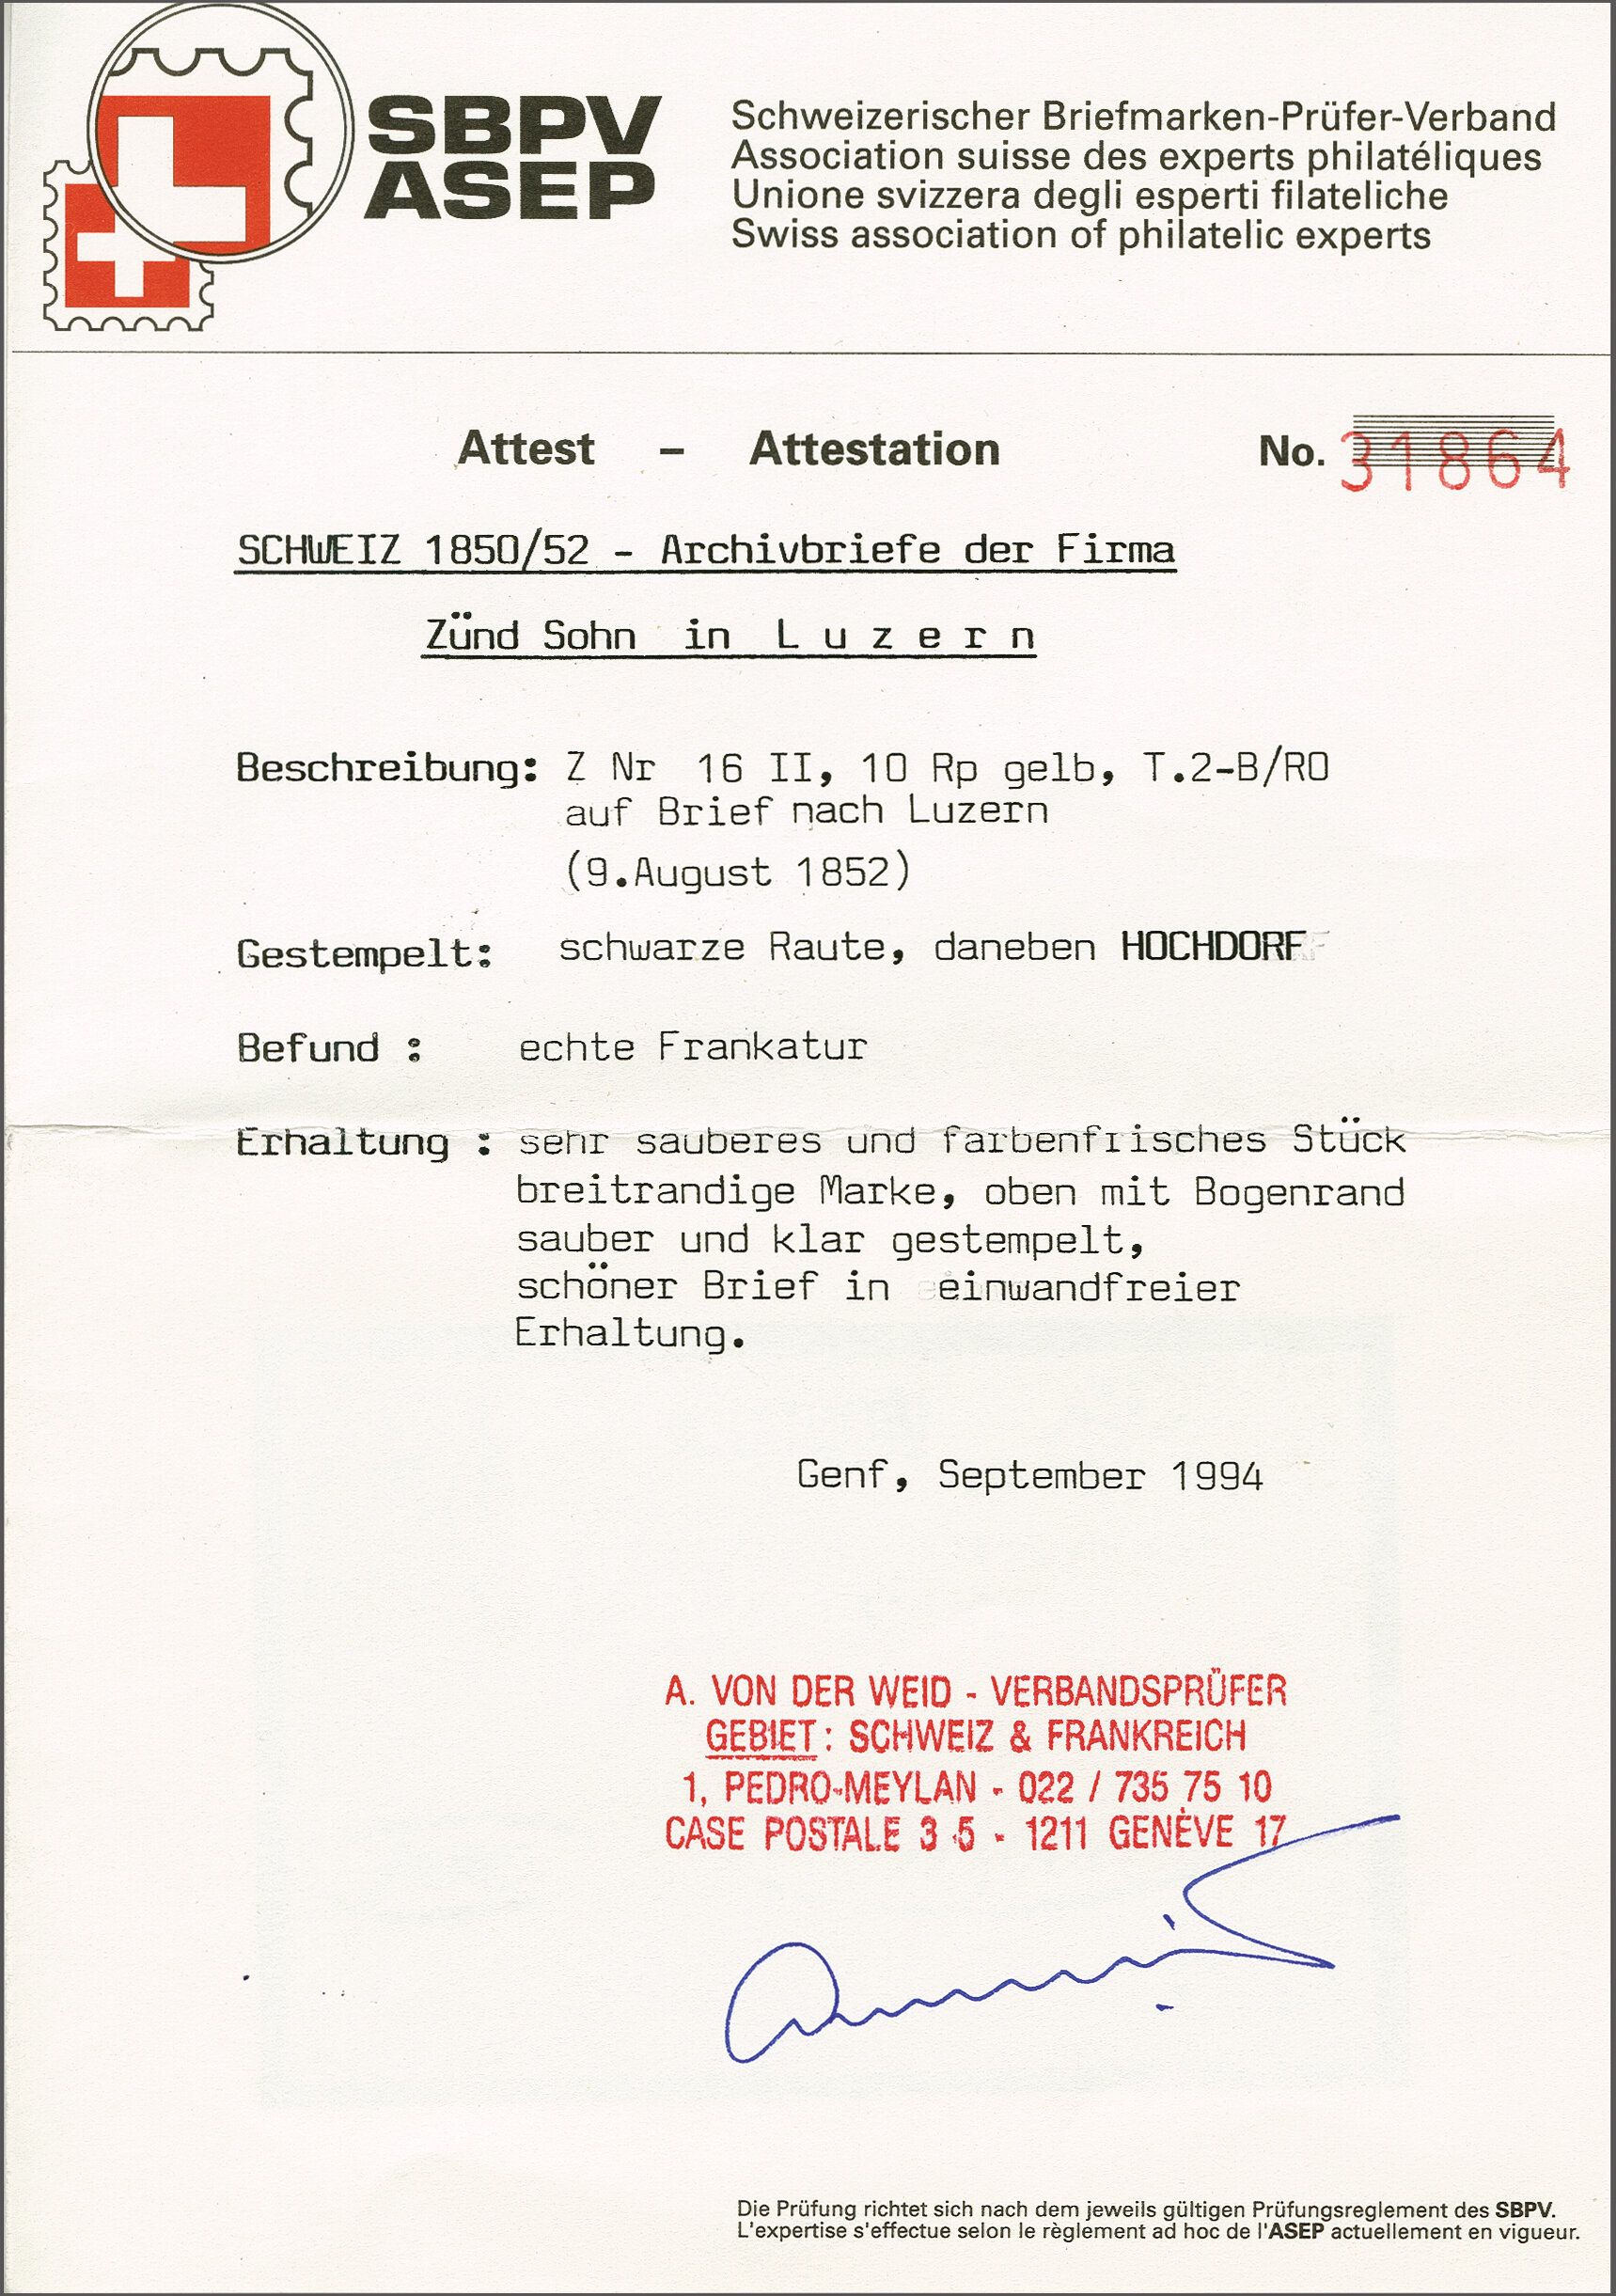 SBPV
ASEP
Schweizerischer Briefmarken-Prüfer-Verband
Association suisse des experts philatéliques
Unione svizzera degli esperti filateliche
Swiss association of philatelic experts
Attest – Attestation No. 31864
SCHWEIZ 1850/52 - Archivbriefe der Firma
Zünd Sohn in L u z e r n
Beschreibung: Z Nr 16 II, 10 Rp gelb, T.2-B/RO
auf Brief nach Luzern
(9.August 1852)
Gestempelt: schwarze Raute, daneben HOCHDORF
Befund : echte Frankatur
Erhaltung : sehr sauberes und farbenfrisches Stück
breitrandige Marke, oben mit Bogenrand
sauber und klar gestempelt,
schöner Brief in einwandfreier
Erhaltung.
Genf, September 1994
A. VON DER WEID - VERBANDSPRÜFER
GEBIET: SCHWEIZ & FRANKREICH
1, PEDRO-MEYLAN - 022 / 735 75 10
CASE POSTALE 3 5 - 1211 GENÈVE 17
Die Prüfung richtet sich nach dem jeweils gültigen Prüfungsreglement des SBPV.
L'expertise s'effectue selon le règlement ad hoc de l'ASEP actuellement en vigueur.